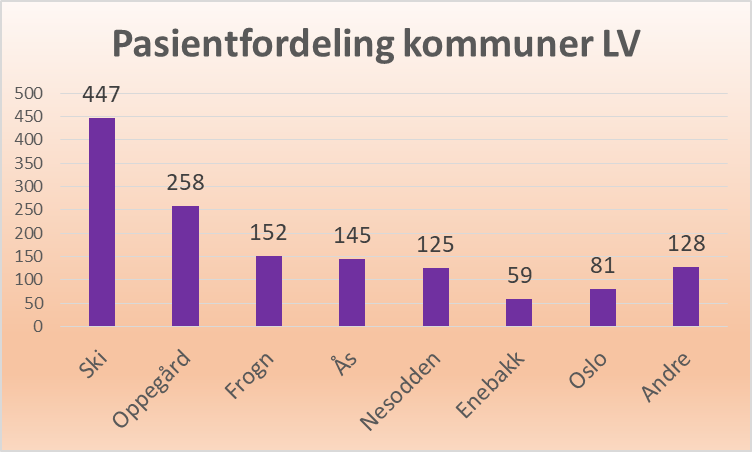 Pasientfordeling kommuner LV
500
450
400
350
300
250
200
150
100
50
0
447
258
152
145
125
59
81
128
Ski
Oppegård
Frogn
Ås
Nesodden
Enebakk
Oslo
Andre